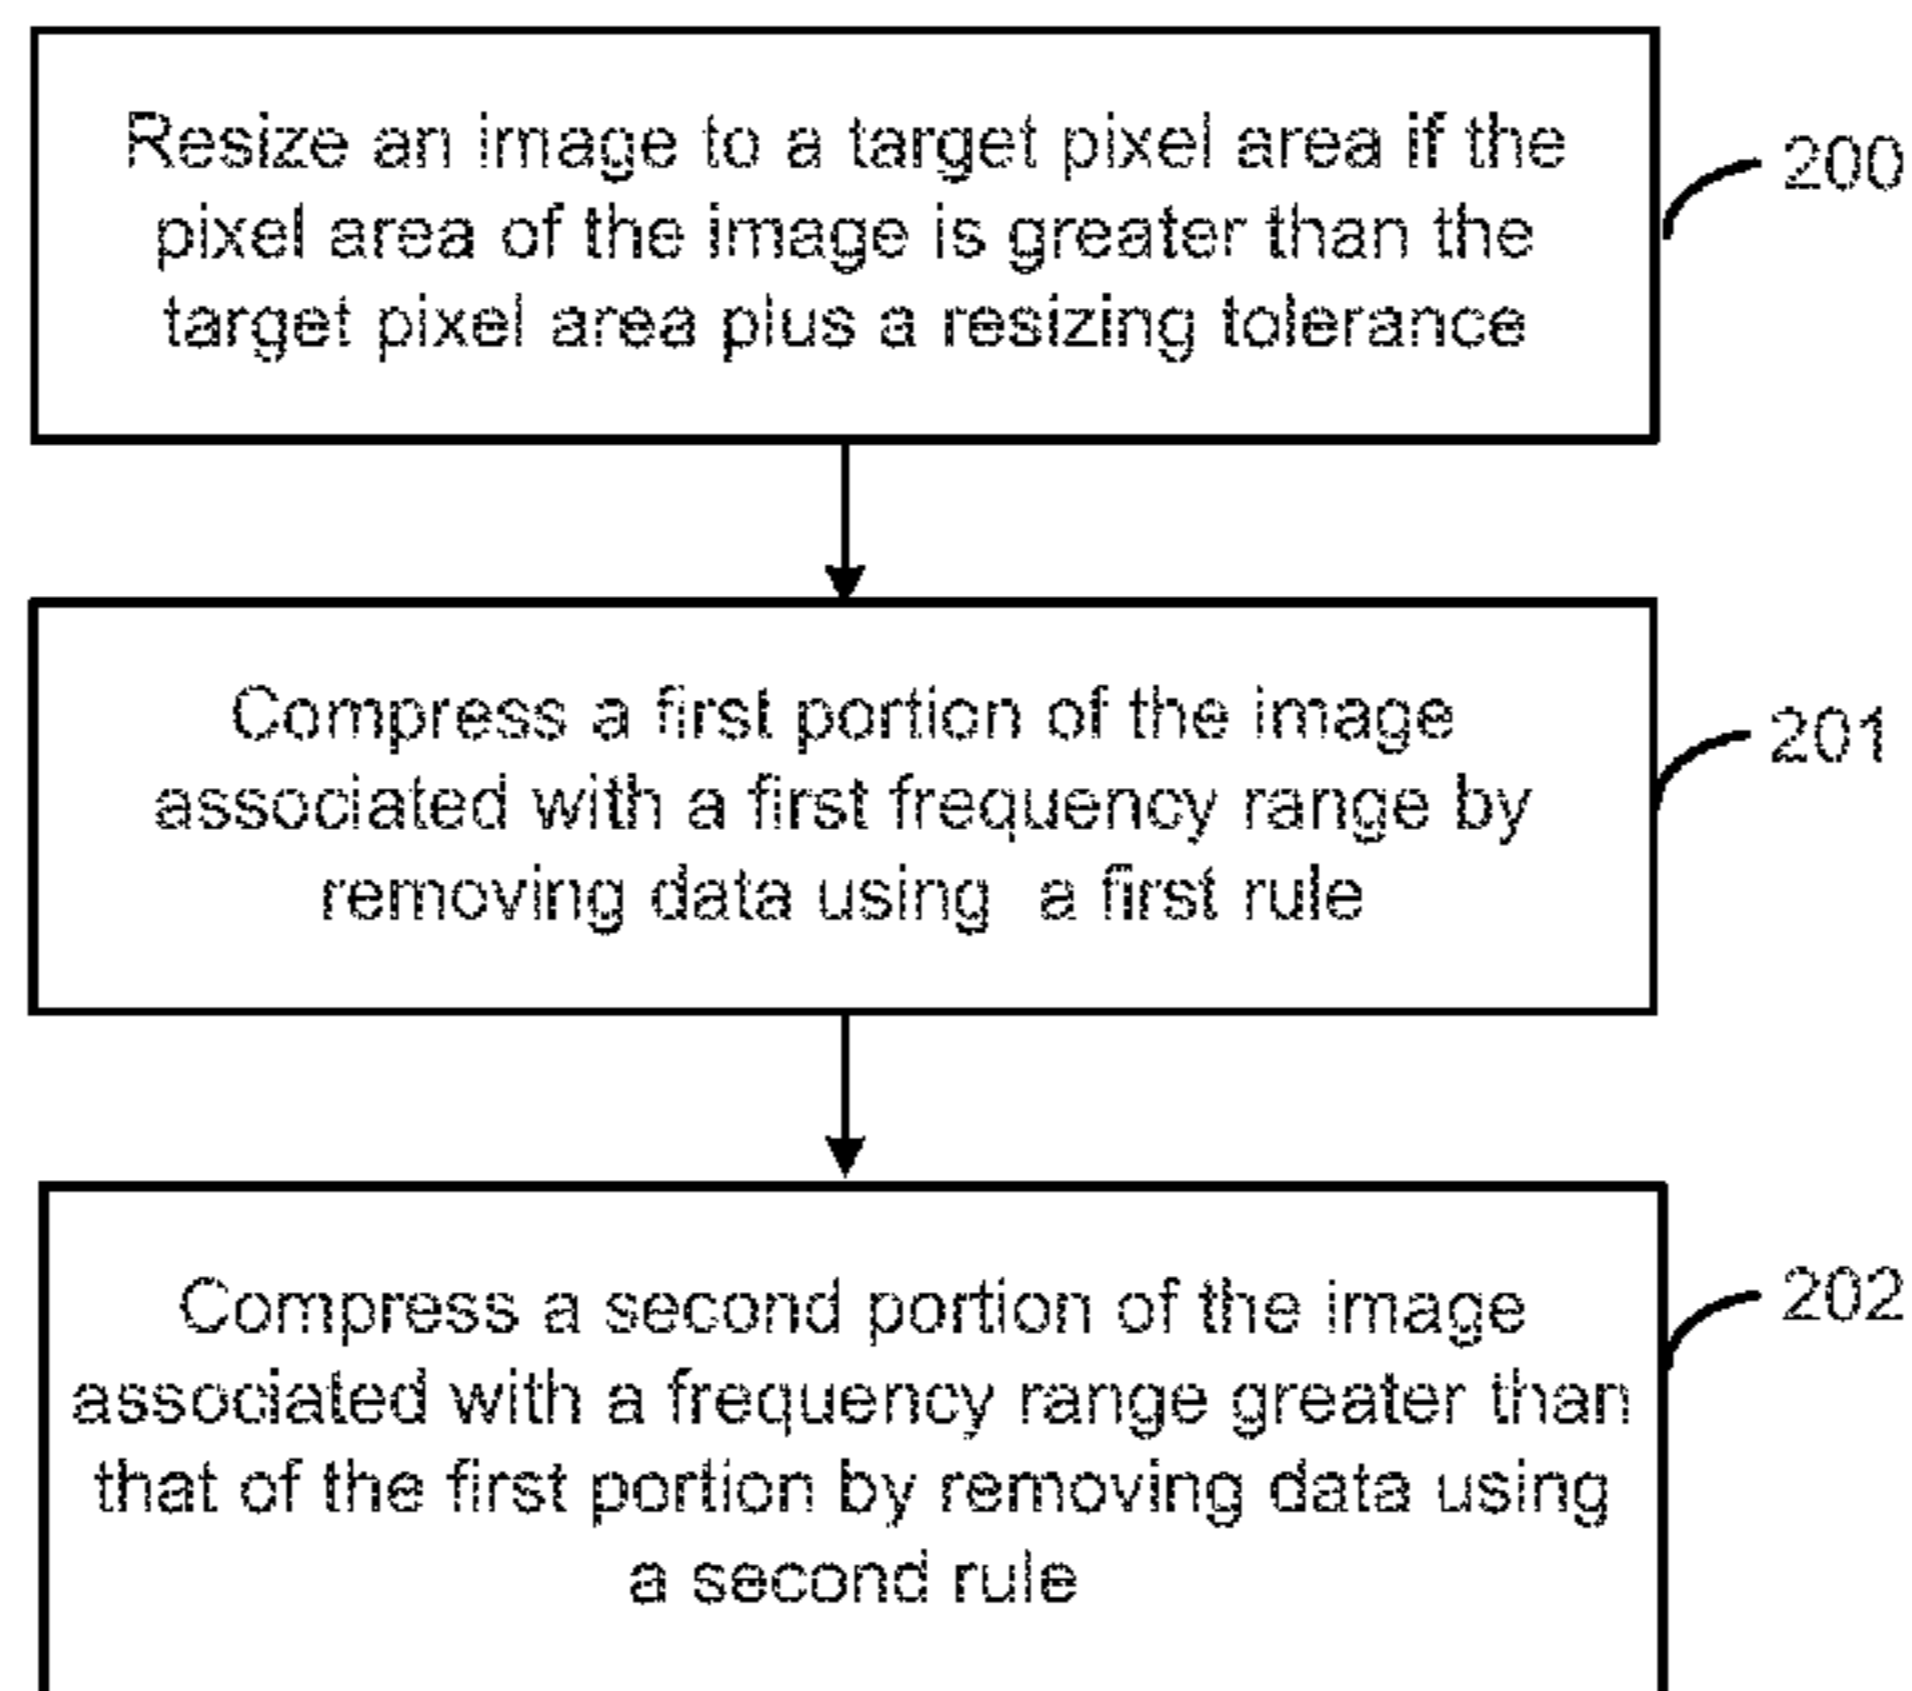 Resize an image to a target pixel area if the
pixel area of the image is greater than the
target pixel area plus a resizing tolerance
200
Compress a first portion of the image
associated with a first frequency range by
removing data using a first rule
201
Compress a second portion of the image
associated with a frequency range greater than
that of the first portion by removing data using
a second rule
202